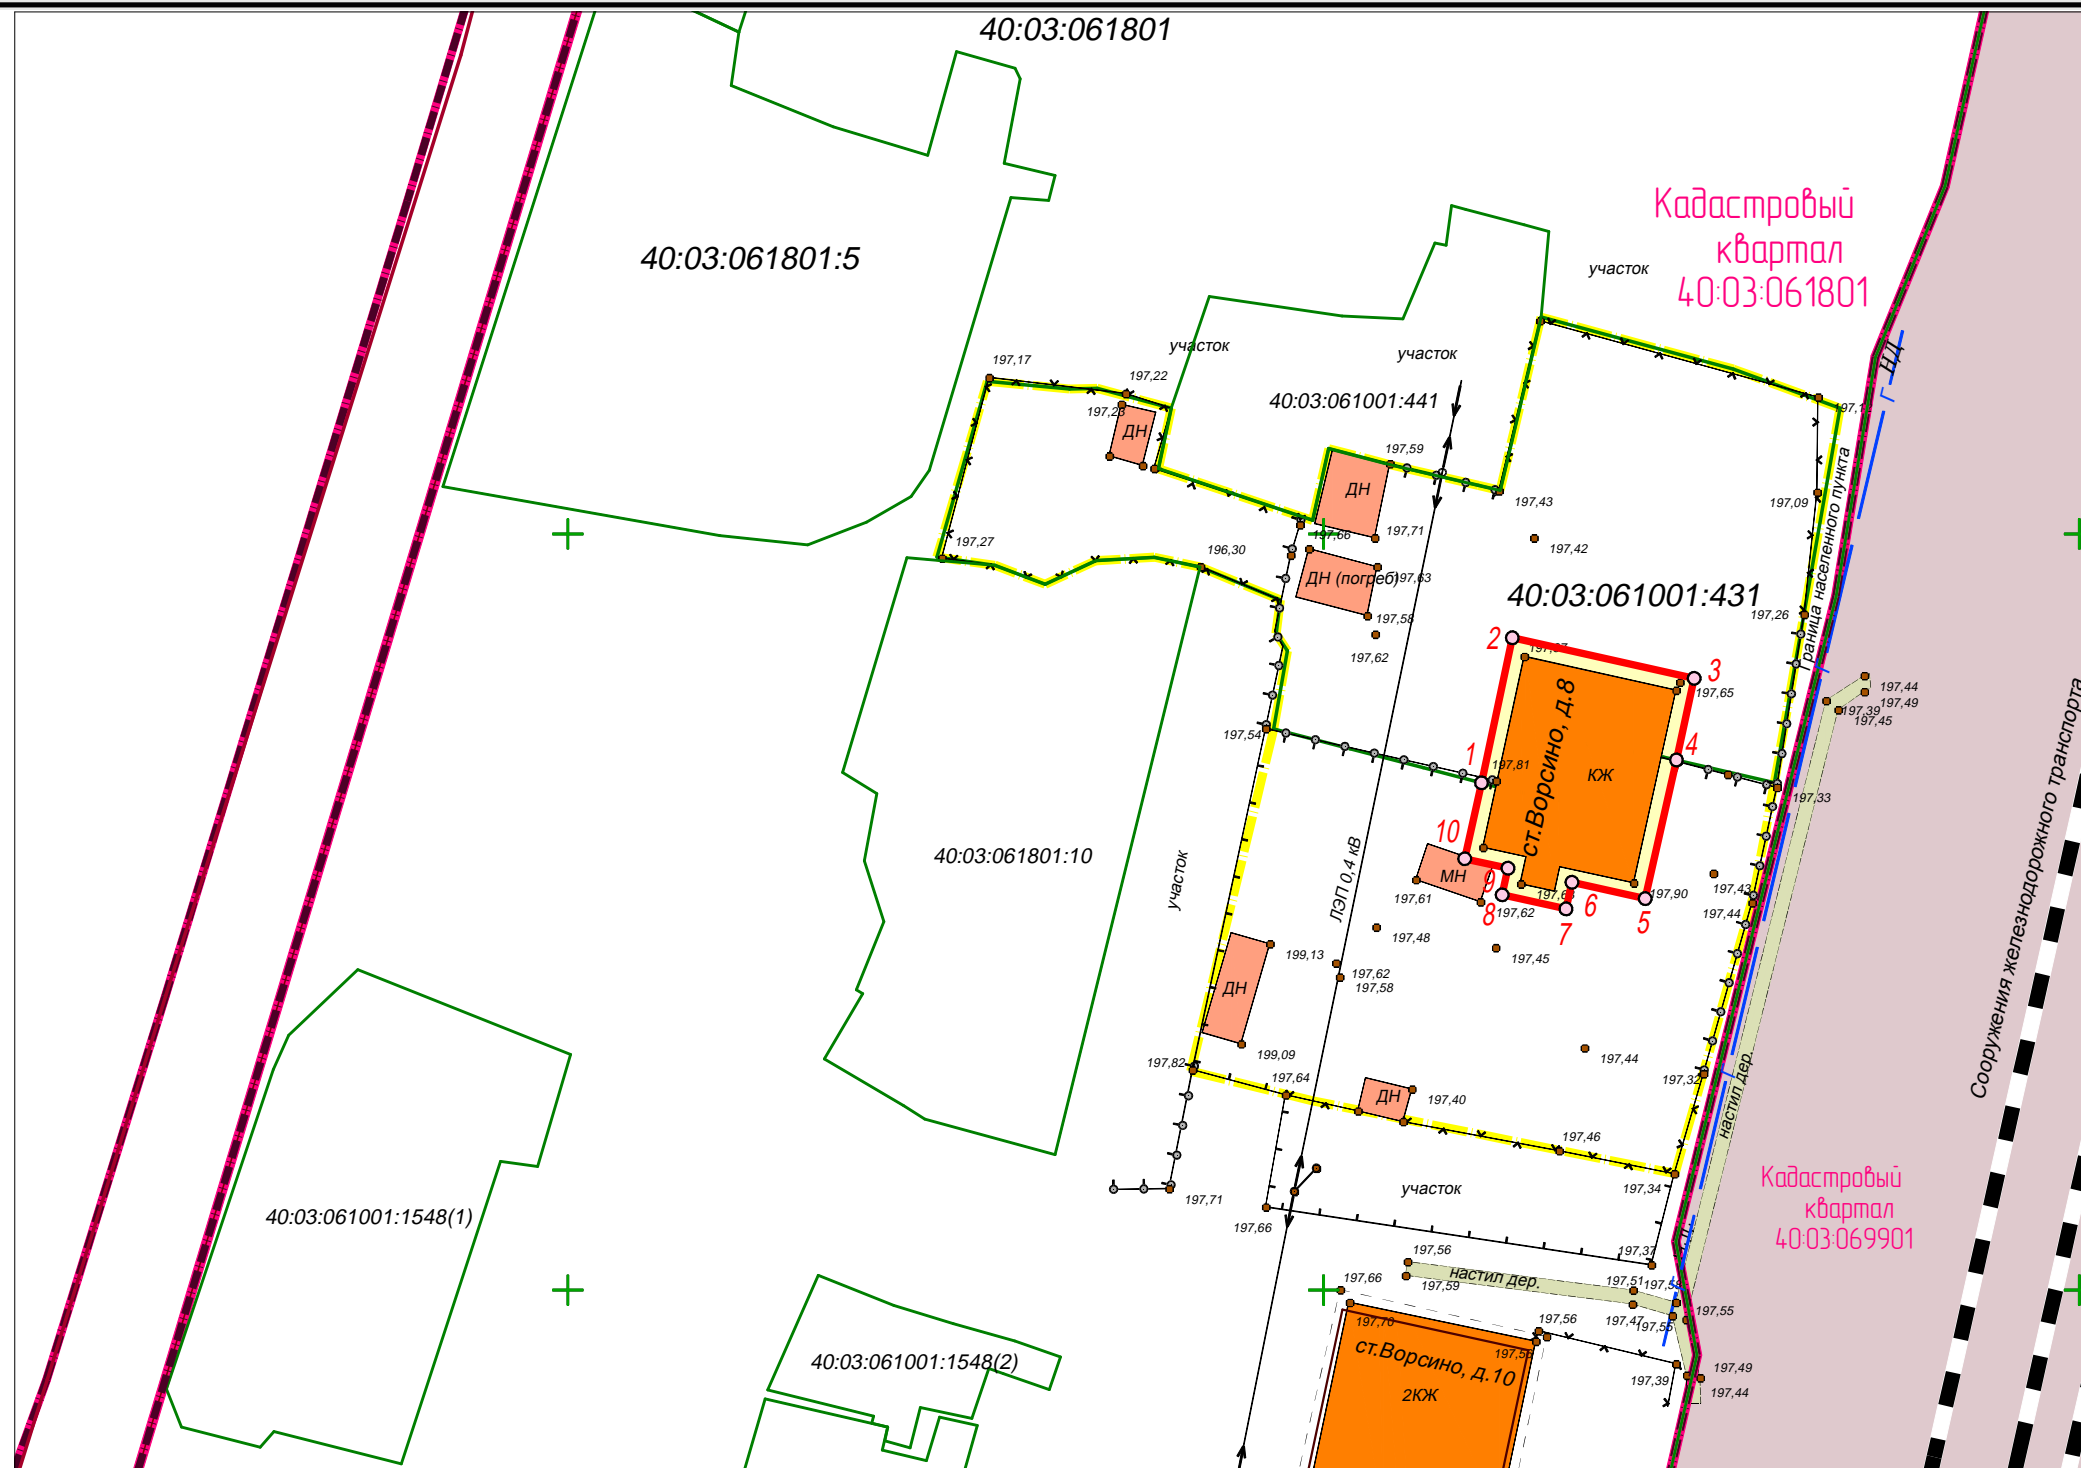 40:03:061801
Кадастровый
квартал
40:03:061801
участок
40:03:061801:5
участок
участок
197,17
197,22
197,23
ДН
40:03:061001:441
197,59
197,43
ДН
197,71
197,66
197,42
197,09
НД
197,27
196,30
ДН (погреб)
197,63
197,58
197,62
40:03:061001:431
197,26
Граница населенного пункта
2
3
197,65
197,44
197,49
197,39
197,45
197,54
1
197,81
ст.Ворсино, д.8
КЖ
4
197,33
Сооружения железнодорожного транспорта
10
40:03:061801:10
участок
ЛЭП 0,4 кВ
МН
197,61
9
8
197,62
7
6
5
197,90
197,43
197,44
197,48
197,45
199,13
197,62
197,58
ДН
199,09
197,82
197,64
ДН
197,40
197,44
197,32
настил дер.
197,46
197,34
участок
197,71
197,66
197,37
Кадастровый
квартал
40:03:069901
40:03:061001:1548(1)
197,56
197,59
настил дер.
197,51
197,47
197,55
197,66
197,70
197,56
ст.Ворсино, д.10
2КЖ
197,39
197,49
197,44
40:03:061001:1548(2)